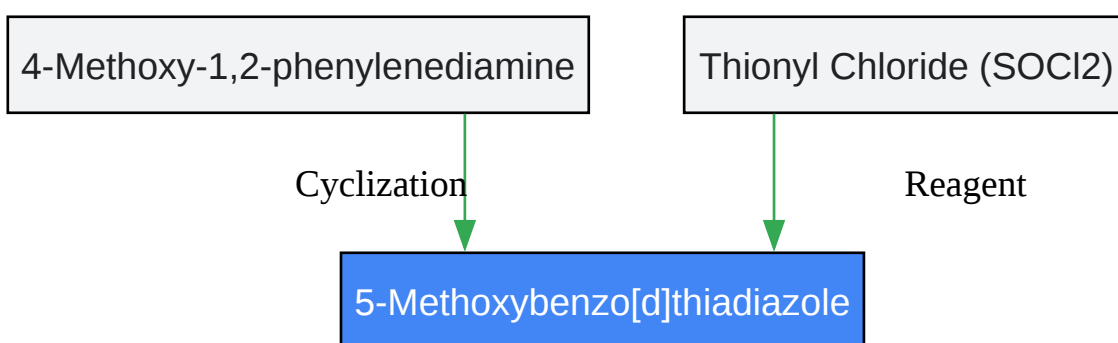 4-Methoxy-1,2-phenylenediamine
Thionyl Chloride (SOCl2)
Cyclization
Reagent
5-Methoxybenzo[d]thiadiazole